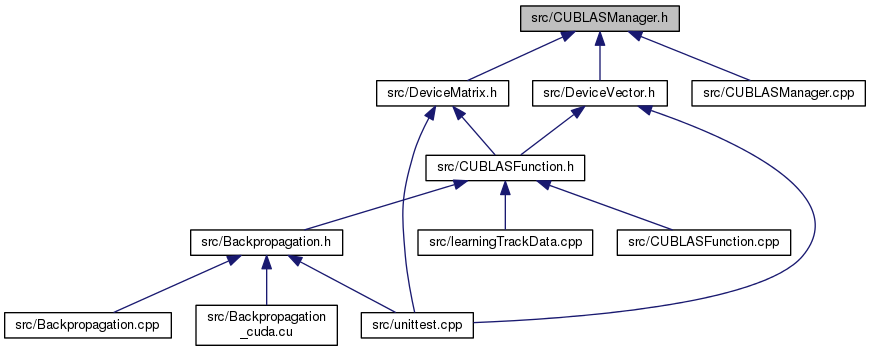 src/CUBLASManager.h
src/DeviceMatrix.h
src/DeviceVector.h
src/CUBLASManager.cpp
src/CUBLASFunction.h
src/Backpropagation.h
src/learningTrackData.cpp
src/CUBLASFunction.cpp
src/Backpropagation.cpp
src/Backpropagation
_cuda.cu
src/unittest.cpp